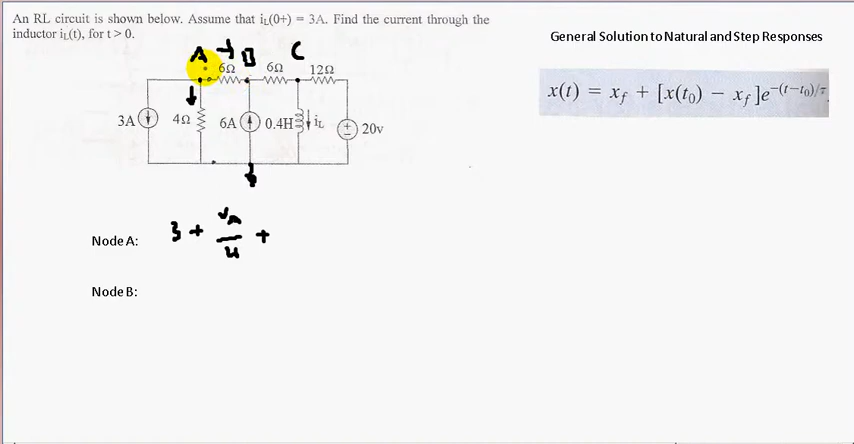 An RL circuit is shown below. Assume that iL(0+) = 3A. Find the current through the
inductor iL(t), for t > 0.
General Solution to Natural and Step Responses
x(t) = xf + [x(t0) − xf]e^−(t−t0)/τ
A → B C
6Ω 6Ω 12Ω
3A 4Ω 6A 0.4H iL 20v
Node A: 3 + VA/4 +
Node B: